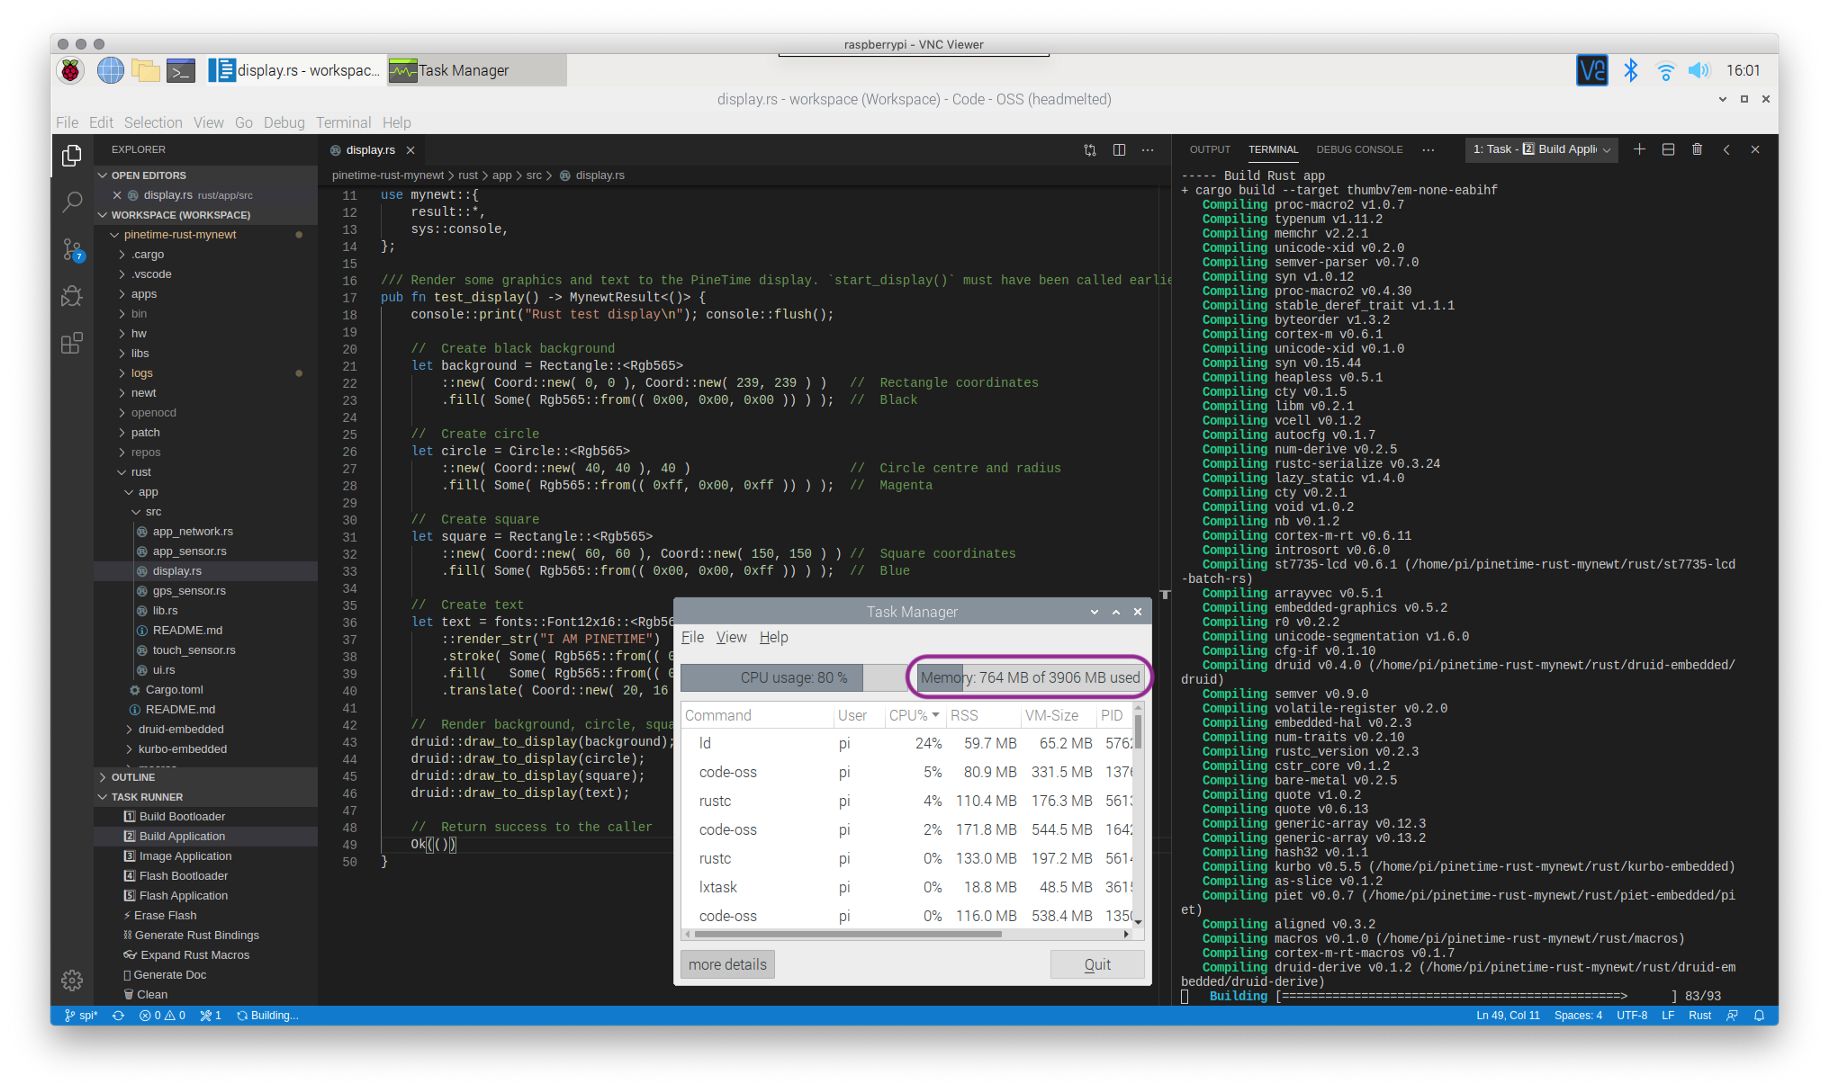 raspberrypi - VNC Viewer
display.rs - workspac...
Task Manager
16:01
display.rs - workspace (Workspace) - Code - OSS (headmelted)
File Edit Selection View Go Debug Terminal Help
EXPLORER
OPEN EDITORS
display.rs rust/app/src
WORKSPACE (WORKSPACE)
pinetime-rust-mynewt
.cargo
.vscode
apps
bin
hw
libs
logs
newt
openocd
patch
repos
rust
app
src
app_network.rs
app_sensor.rs
display.rs
gps_sensor.rs
lib.rs
README.md
touch_sensor.rs
ui.rs
Cargo.toml
README.md
druid-embedded
kurbo-embedded
OUTLINE
TASK RUNNER
1 Build Bootloader
2 Build Application
3 Image Application
4 Flash Bootloader
5 Flash Application
Erase Flash
Generate Rust Bindings
Expand Rust Macros
Generate Doc
Clean
7
display.rs
pinetime-rust-mynewt > rust > app > src > display.rs
11 use mynewt::{
12 result::*,
13 sys::console,
14 };
15
16 /// Render some graphics and text to the PineTime display. `start_display()` must have been called earlie
17 pub fn test_display() -> MynewtResult<()> {
18 console::print("Rust test display\n"); console::flush();
19
20 // Create black background
21 let background = Rectangle::<Rgb565>
22 ::new( Coord::new( 0, 0 ), Coord::new( 239, 239 ) ) // Rectangle coordinates
23 .fill( Some( Rgb565::from(( 0x00, 0x00, 0x00 )) ) ); // Black
24
25 // Create circle
26 let circle = Circle::<Rgb565>
27 ::new( Coord::new( 40, 40 ), 40 ) // Circle centre and radius
28 .fill( Some( Rgb565::from(( 0xff, 0x00, 0xff )) ) ); // Magenta
29
30 // Create square
31 let square = Rectangle::<Rgb565>
32 ::new( Coord::new( 60, 60 ), Coord::new( 150, 150 ) ) // Square coordinates
33 .fill( Some( Rgb565::from(( 0x00, 0x00, 0xff )) ) ); // Blue
34
35 // Create text
36 let text = fonts::Font12x16::<Rgb56
37 ::render_str("I AM PINETIME")
38 .stroke( Some( Rgb565::from(( 0
39 .fill( Some( Rgb565::from(( 0
40 .translate( Coord::new( 20, 16
41
42 // Render background, circle, squa
43 druid::draw_to_display(background);
44 druid::draw_to_display(circle);
45 druid::draw_to_display(square);
46 druid::draw_to_display(text);
47
48 // Return success to the caller
49 Ok(())
50 }
Task Manager
File View Help
CPU usage: 80 % Memory: 764 MB of 3906 MB used
Command User CPU% RSS VM-Size PID
ld pi 24% 59.7 MB 65.2 MB 5762
code-oss pi 5% 80.9 MB 331.5 MB 1376
rustc pi 4% 110.4 MB 176.3 MB 5613
code-oss pi 2% 171.8 MB 544.5 MB 1642
rustc pi 0% 133.0 MB 197.2 MB 5614
lxtask pi 0% 18.8 MB 48.5 MB 3615
code-oss pi 0% 116.0 MB 538.4 MB 1350
more details Quit
OUTPUT TERMINAL DEBUG CONSOLE ... 1: Task - 2 Build Appli
----- Build Rust app
+ cargo build --target thumbv7em-none-eabihf
Compiling proc-macro2 v1.0.7
Compiling typenum v1.11.2
Compiling memchr v2.2.1
Compiling unicode-xid v0.2.0
Compiling semver-parser v0.7.0
Compiling syn v1.0.12
Compiling proc-macro2 v0.4.30
Compiling stable_deref_trait v1.1.1
Compiling byteorder v1.3.2
Compiling cortex-m v0.6.1
Compiling unicode-xid v0.1.0
Compiling syn v0.15.44
Compiling heapless v0.5.1
Compiling cty v0.1.5
Compiling libm v0.2.1
Compiling vcell v0.1.2
Compiling autocfg v0.1.7
Compiling num-derive v0.2.5
Compiling rustc-serialize v0.3.24
Compiling lazy_static v1.4.0
Compiling cty v0.2.1
Compiling void v1.0.2
Compiling nb v0.1.2
Compiling cortex-m-rt v0.6.11
Compiling introsort v0.6.0
Compiling st7735-lcd v0.6.1 (/home/pi/pinetime-rust-mynewt/rust/st7735-lcd
-batch-rs)
Compiling arrayvec v0.5.1
Compiling embedded-graphics v0.5.2
Compiling r0 v0.2.2
Compiling unicode-segmentation v1.6.0
Compiling cfg-if v0.1.10
Compiling druid v0.4.0 (/home/pi/pinetime-rust-mynewt/rust/druid-embedded/
druid)
Compiling semver v0.9.0
Compiling volatile-register v0.2.0
Compiling embedded-hal v0.2.3
Compiling num-traits v0.2.10
Compiling rustc_version v0.2.3
Compiling cstr_core v0.1.2
Compiling bare-metal v0.2.5
Compiling quote v1.0.2
Compiling quote v0.6.13
Compiling generic-array v0.12.3
Compiling generic-array v0.13.2
Compiling hash32 v0.1.1
Compiling kurbo v0.5.5 (/home/pi/pinetime-rust-mynewt/rust/kurbo-embedded)
Compiling as-slice v0.1.2
Compiling piet v0.0.7 (/home/pi/pinetime-rust-mynewt/rust/piet-embedded/pi
et)
Compiling aligned v0.3.2
Compiling macros v0.1.0 (/home/pi/pinetime-rust-mynewt/rust/macros)
Compiling cortex-m-rt-macros v0.1.7
Compiling druid-derive v0.1.2 (/home/pi/pinetime-rust-mynewt/rust/druid-em
bedded/druid-derive)
Building [=============================================> ] 83/93
spi* 0 0 1 Building... Ln 49, Col 11 Spaces: 4 UTF-8 LF Rust